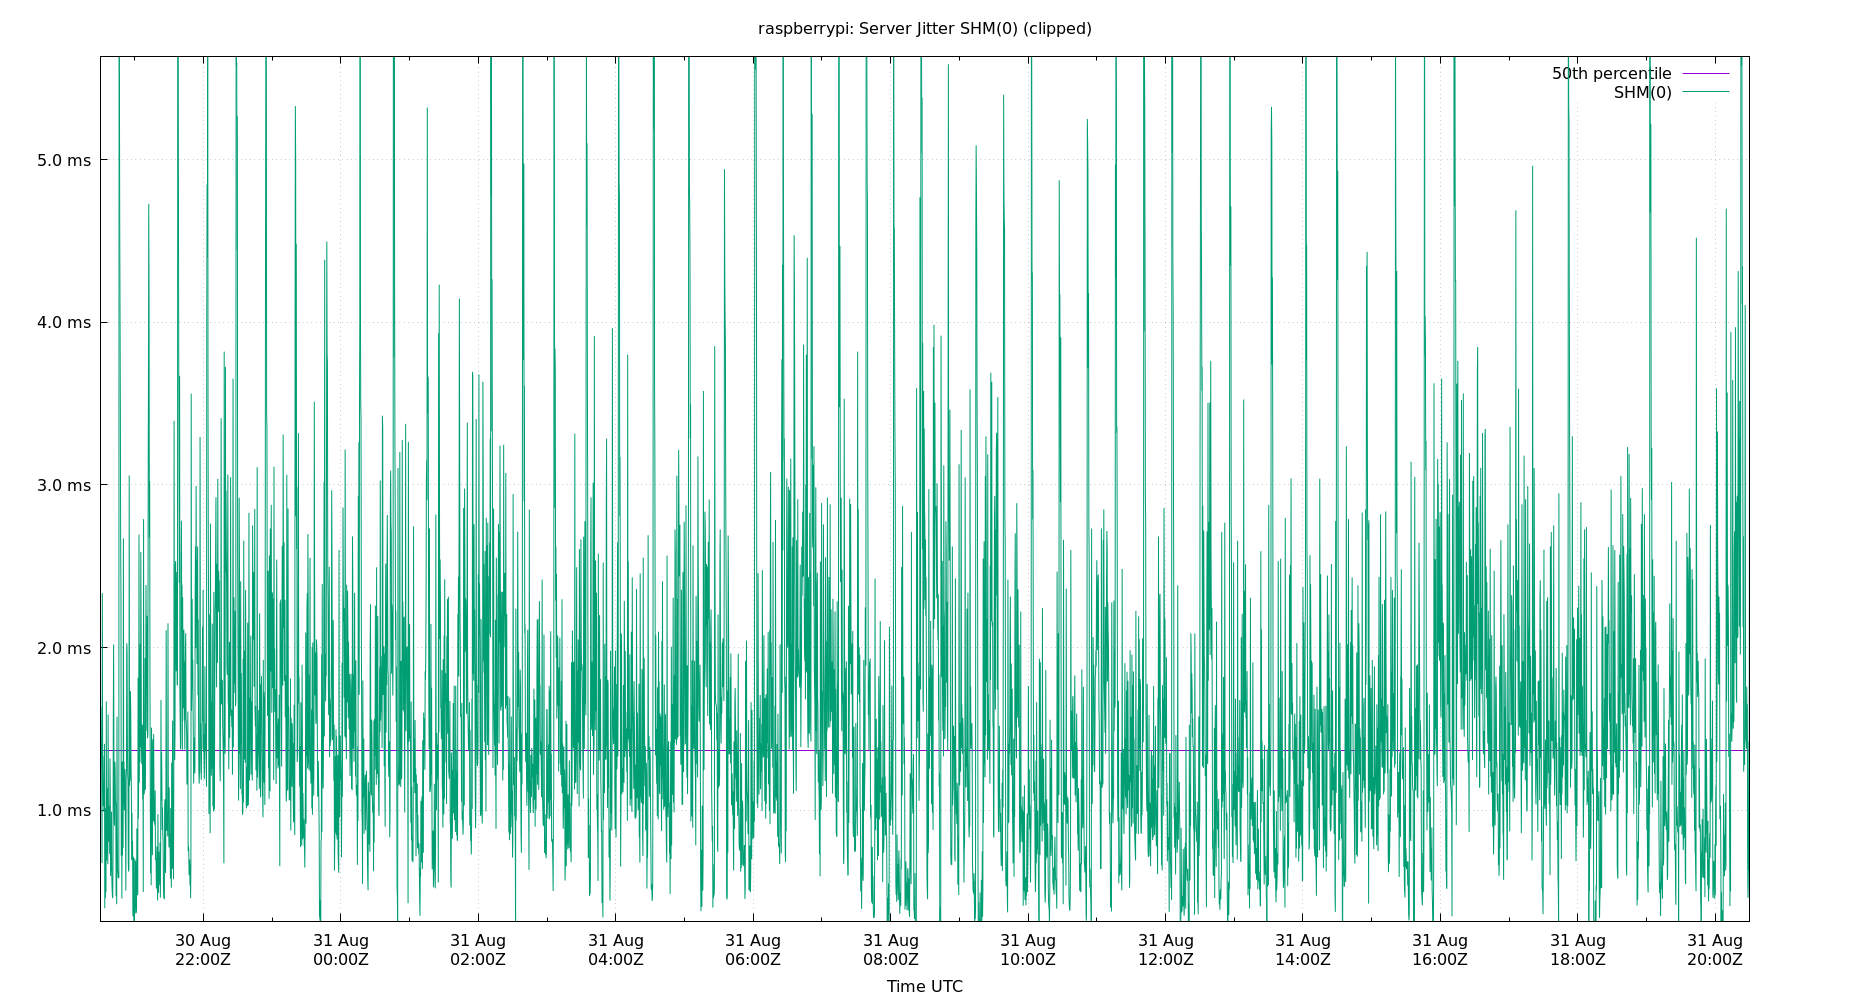 raspberrypi: Server Jitter SHM(0) (clipped)
50th percentile
SHM(0)
5.0 ms
4.0 ms
3.0 ms
2.0 ms
1.0 ms
30 Aug 31 Aug 31 Aug 31 Aug 31 Aug 31 Aug 31 Aug 31 Aug 31 Aug 31 Aug 31 Aug 31 Aug
22:00Z 00:00Z 02:00Z 04:00Z 06:00Z 08:00Z 10:00Z 12:00Z 14:00Z 16:00Z 18:00Z 20:00Z
Time UTC